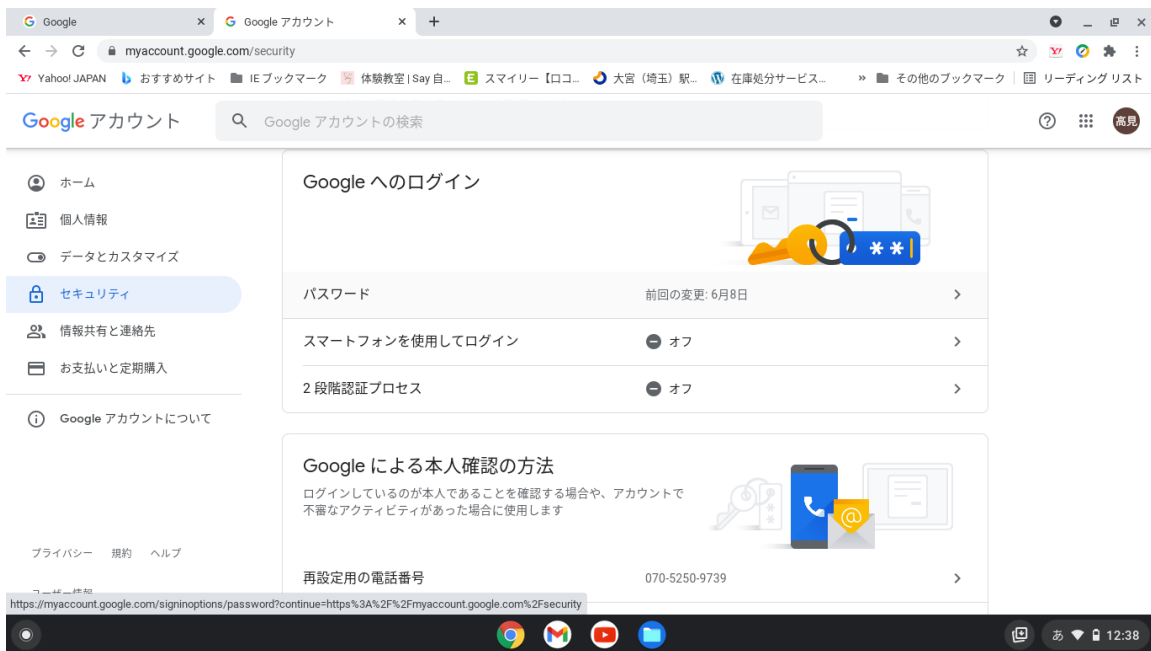 Google
Google アカウント
myaccount.google.com/security
Yahoo! JAPAN おすすめサイト IEブックマーク 体験教室 | Say 自... スマイリー【口コ... 大宮（埼玉）駅... 在庫処分サービス... » その他のブックマーク リーディング リスト
Google アカウント
Google アカウントの検索
高見
ホーム
個人情報
データとカスタマイズ
セキュリティ
情報共有と連絡先
お支払いと定期購入
Google アカウントについて
プライバシー 規約 ヘルプ
Google へのログイン
**
パスワード 前回の変更: 6月8日
スマートフォンを使用してログイン オフ
2 段階認証プロセス オフ
Google による本人確認の方法
ログインしているのが本人であることを確認する場合や、アカウントで
不審なアクティビティがあった場合に使用します
@
再設定用の電話番号 070-5250-9739
https://myaccount.google.com/signinoptions/password?continue=https%3A%2F%2Fmyaccount.google.com%2Fsecurity
あ 12:38